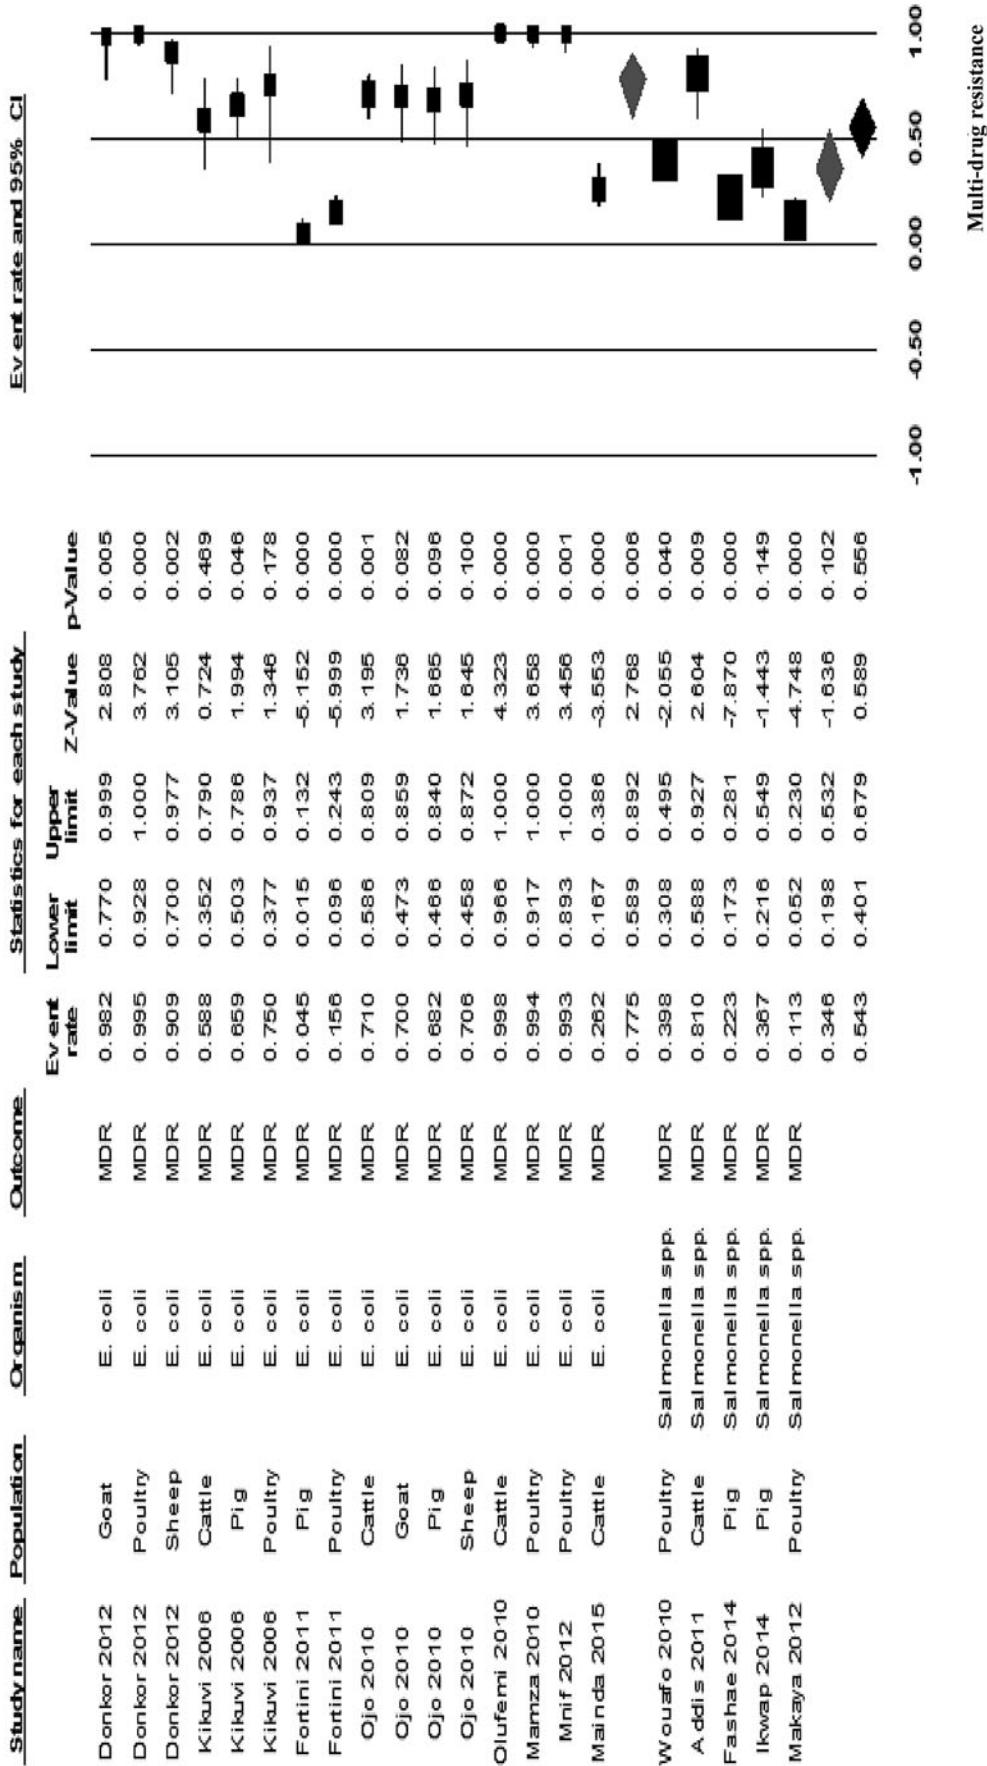 Study name Population Organism Outcome Statistics for each study Event rate and 95% CI
Event rate Lower limit Upper limit Z-Value p-Value
Donkor 2012 Goat E. coli MDR 0.982 0.770 0.999 2.808 0.005
Donkor 2012 Poultry E. coli MDR 0.995 0.928 1.000 3.762 0.000
Donkor 2012 Sheep E. coli MDR 0.909 0.700 0.977 3.105 0.002
Kikuvi 2006 Cattle E. coli MDR 0.588 0.352 0.790 0.724 0.469
Kikuvi 2006 Pig E. coli MDR 0.659 0.503 0.786 1.994 0.046
Kikuvi 2006 Poultry E. coli MDR 0.750 0.377 0.937 1.346 0.178
Fortini 2011 Pig E. coli MDR 0.045 0.015 0.132 -5.152 0.000
Fortini 2011 Poultry E. coli MDR 0.156 0.096 0.243 -5.999 0.000
Ojo 2010 Cattle E. coli MDR 0.710 0.586 0.809 3.195 0.001
Ojo 2010 Goat E. coli MDR 0.700 0.473 0.859 1.736 0.082
Ojo 2010 Pig E. coli MDR 0.682 0.466 0.840 1.665 0.096
Ojo 2010 Sheep E. coli MDR 0.706 0.458 0.872 1.645 0.100
Olufemi 2010 Cattle E. coli MDR 0.998 0.966 1.000 4.323 0.000
Mamza 2010 Poultry E. coli MDR 0.994 0.917 1.000 3.658 0.000
Mnif 2012 Poultry E. coli MDR 0.993 0.893 1.000 3.456 0.001
Mainda 2015 Cattle E. coli MDR 0.262 0.167 0.386 -3.553 0.000
0.775 0.589 0.892 2.768 0.006
Wouafo 2010 Poultry Salmonella spp. MDR 0.398 0.308 0.495 -2.055 0.040
Addis 2011 Cattle Salmonella spp. MDR 0.810 0.588 0.927 2.604 0.009
Fashae 2014 Pig Salmonella spp. MDR 0.223 0.173 0.281 -7.870 0.000
Ikwap 2014 Pig Salmonella spp. MDR 0.367 0.216 0.549 -1.443 0.149
Makaya 2012 Poultry Salmonella spp. MDR 0.113 0.052 0.230 -4.748 0.000
0.346 0.198 0.532 -1.636 0.102
0.543 0.401 0.679 0.589 0.556
-1.00 -0.50 0.00 0.50 1.00
Multi-drug resistance